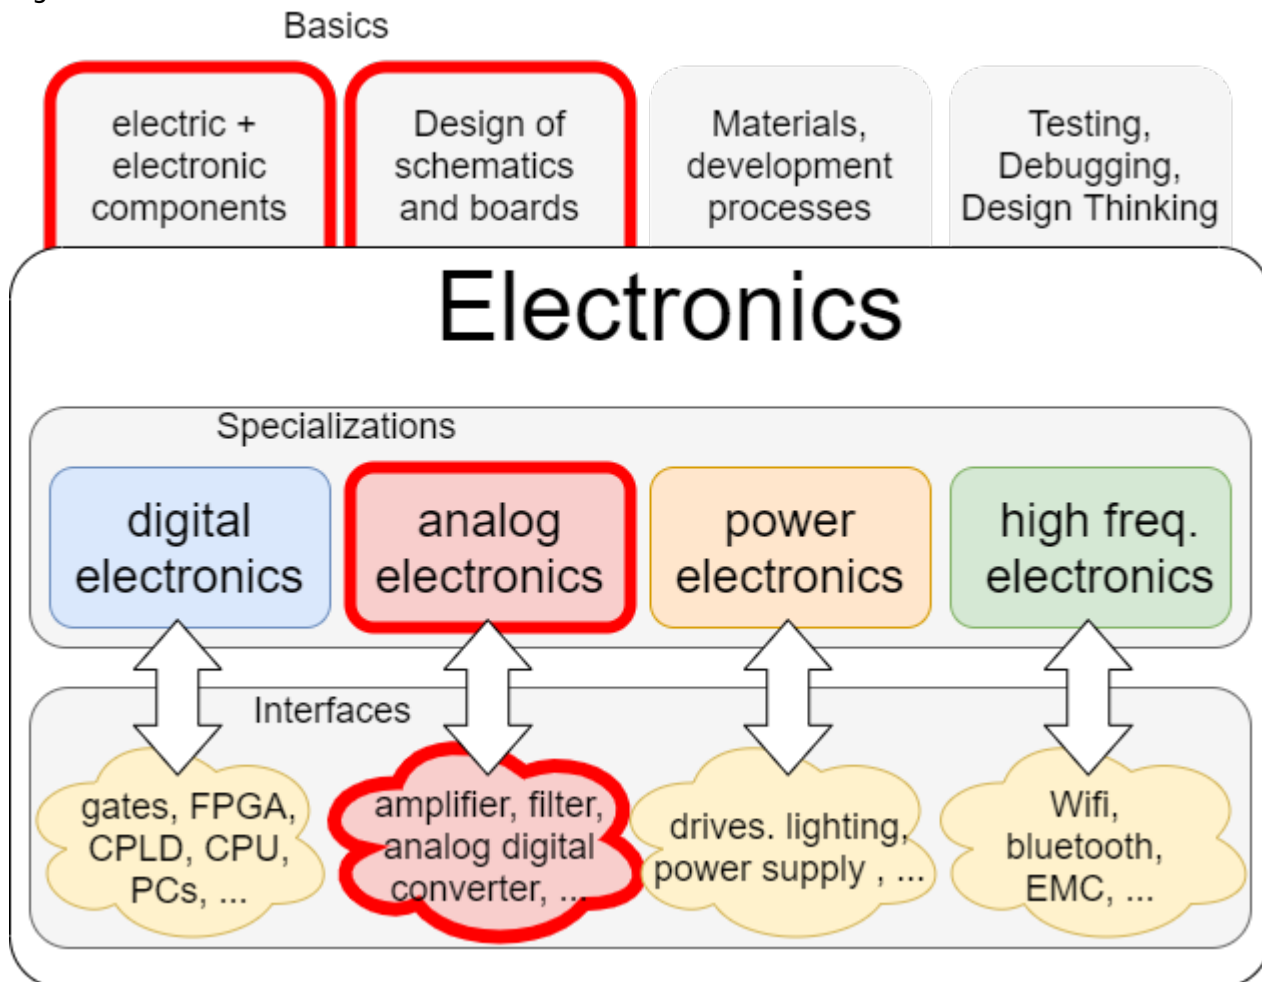 Basics
electric +
electronic
components
Design of
schematics
and boards
Materials,
development
processes
Testing,
Debugging,
Design Thinking
Electronics
Specializations
digital
electronics
analog
electronics
power
electronics
high freq.
electronics
Interfaces
gates, FPGA,
CPLD, CPU,
PCs, ...
amplifier, filter,
analog digital
converter, ...
drives. lighting,
power supply , ...
Wifi,
bluetooth,
EMC, ...